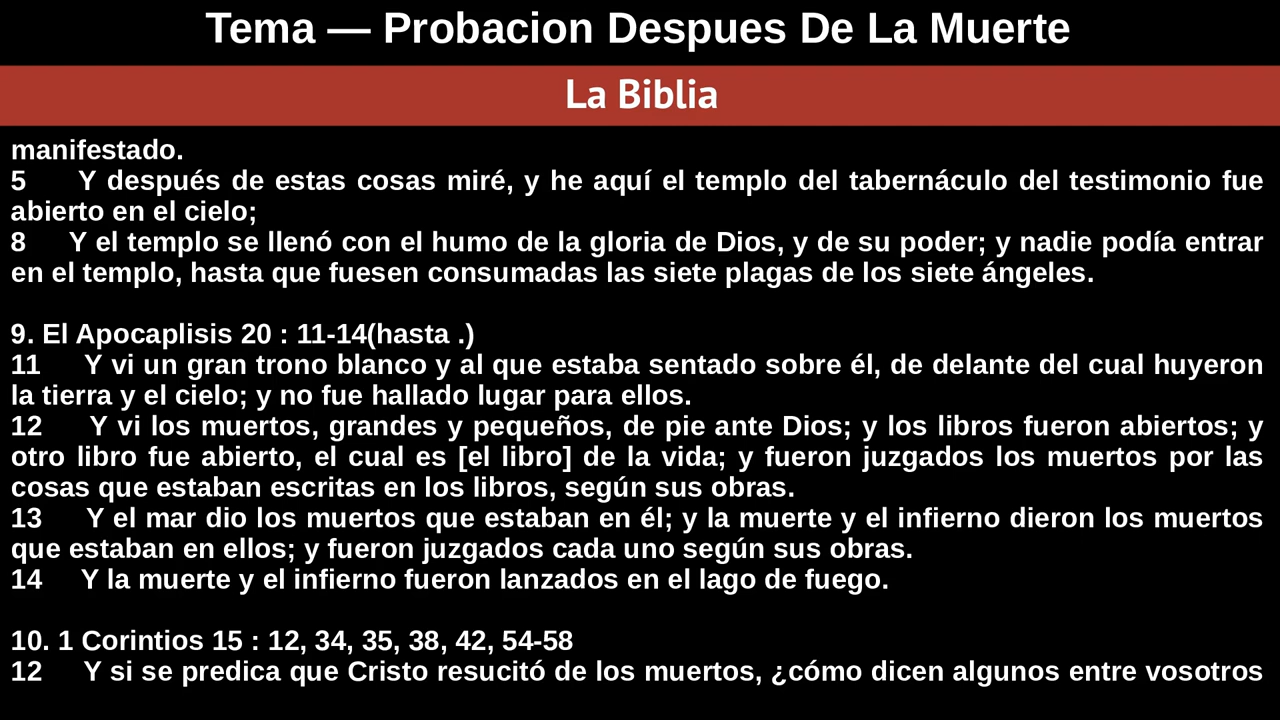 Tema — Probacion Despues De La Muerte
La Biblia
manifestado.
5 Y después de estas cosas miré, y he aquí el templo del tabernáculo del testimonio fue
abierto en el cielo;
8 Y el templo se llenó con el humo de la gloria de Dios, y de su poder; y nadie podía entrar
en el templo, hasta que fuesen consumadas las siete plagas de los siete ángeles.
9. El Apocaplisis 20 : 11-14(hasta .)
11 Y vi un gran trono blanco y al que estaba sentado sobre él, de delante del cual huyeron
la tierra y el cielo; y no fue hallado lugar para ellos.
12 Y vi los muertos, grandes y pequeños, de pie ante Dios; y los libros fueron abiertos; y
otro libro fue abierto, el cual es [el libro] de la vida; y fueron juzgados los muertos por las
cosas que estaban escritas en los libros, según sus obras.
13 Y el mar dio los muertos que estaban en él; y la muerte y el infierno dieron los muertos
que estaban en ellos; y fueron juzgados cada uno según sus obras.
14 Y la muerte y el infierno fueron lanzados en el lago de fuego.
10. 1 Corintios 15 : 12, 34, 35, 38, 42, 54-58
12 Y si se predica que Cristo resucitó de los muertos, ¿cómo dicen algunos entre vosotros